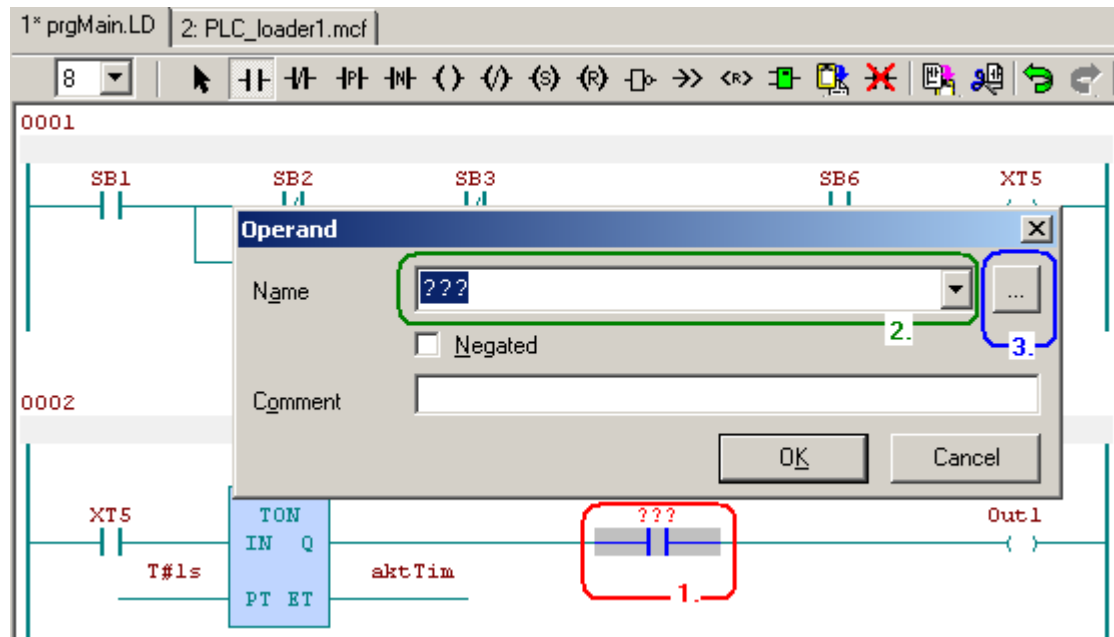 1* prgMain.LD 2: PLC_loader1.mcf
8 P N S R R
0001
SB1 SB2 SB3 SB6 XT5
Operand
Name ??? ...
2. 3.
Negated
0002 Comment
OK Cancel
XT5 TON ??? Out1
IN Q
T#1s aktTim
PT ET 1.